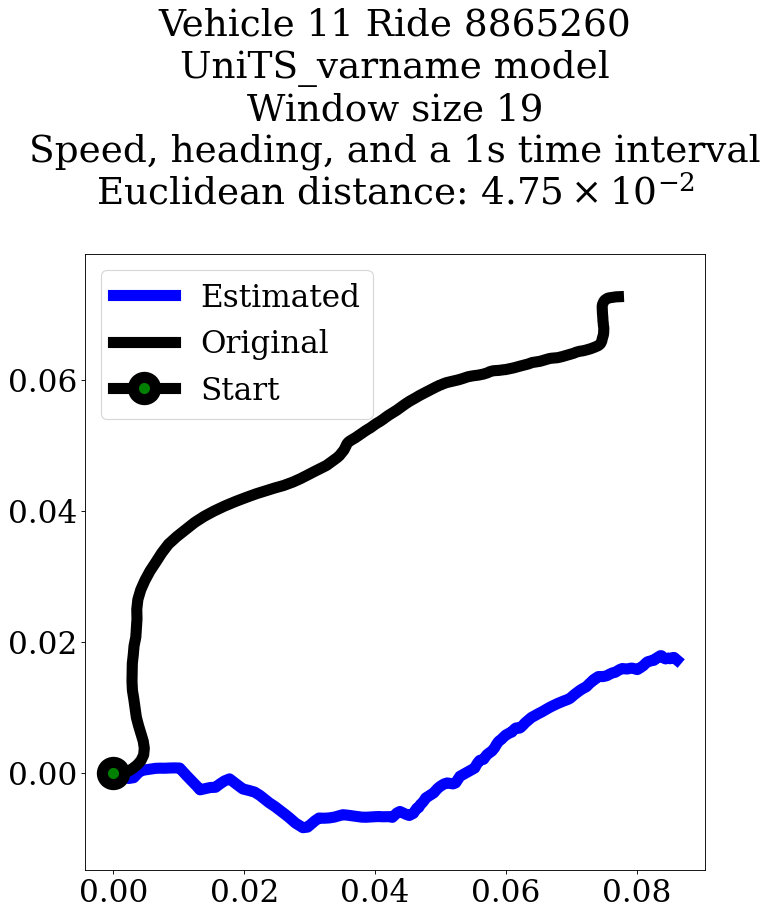 Vehicle 11 Ride 8865260
UniTS_varname model
Window size 19
Speed, heading, and a 1s time interval
Euclidean distance: 4.75 × 10⁻²
Estimated
Original
Start
0.06
0.04
0.02
0.00
0.00 0.02 0.04 0.06 0.08